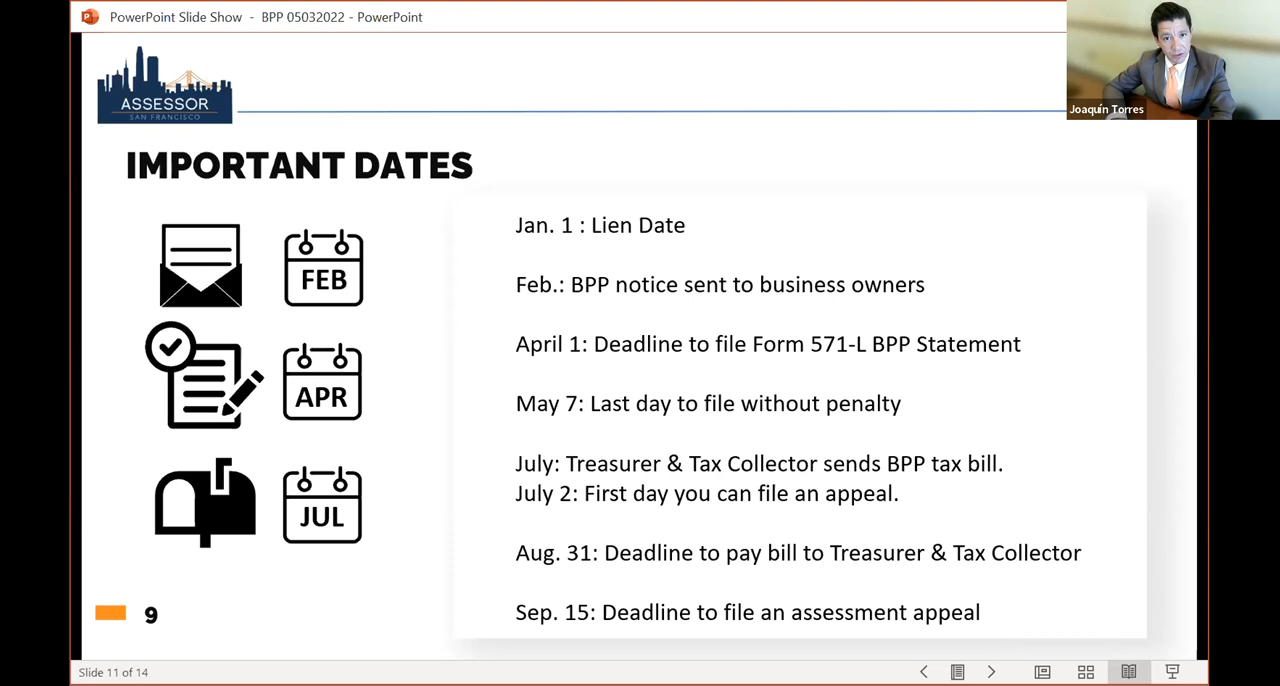 PowerPoint Slide Show - BPP 05032022 - PowerPoint
Joaquín Torres
ASSESSOR
SAN FRANCISCO
IMPORTANT DATES
FEB
APR
JUL
Jan. 1 : Lien Date
Feb.: BPP notice sent to business owners
April 1: Deadline to file Form 571-L BPP Statement
May 7: Last day to file without penalty
July: Treasurer & Tax Collector sends BPP tax bill.
July 2: First day you can file an appeal.
Aug. 31: Deadline to pay bill to Treasurer & Tax Collector
Sep. 15: Deadline to file an assessment appeal
9
Slide 11 of 14